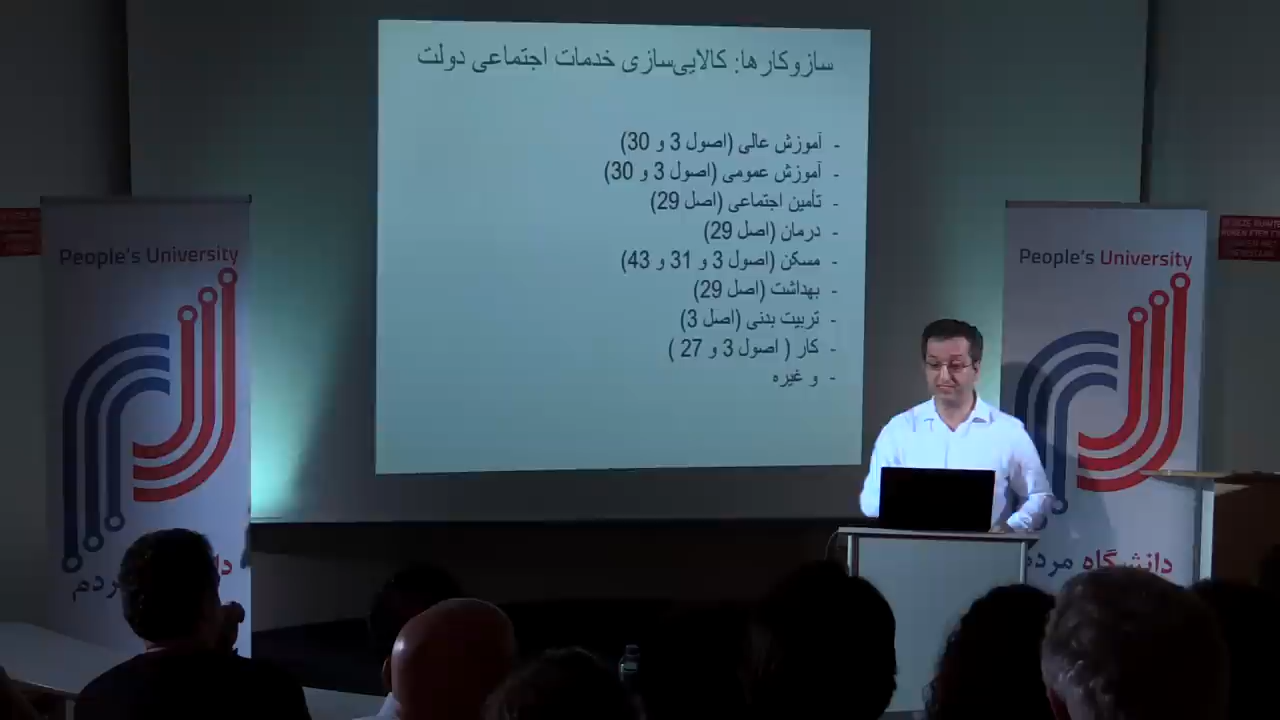 سازوکارها: کالایی‌سازی خدمات اجتماعی دولت
- آموزش عالی (اصول 3 و 30)
- آموزش عمومی (اصول 3 و 30)
- تأمین اجتماعی (اصل 29)
- درمان (اصل 29)
- مسکن (اصول 3 و 31 و 43)
- بهداشت (اصل 29)
- تربیت بدنی (اصل 3)
- کار ( اصول 3 و 27 )
- و غیره
People's University
People's University
دانشگاه مردم